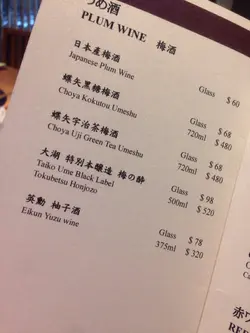 うめ酒
PLUM WINE 梅酒
日本產梅酒
Japanese Plum Wine Glass $ 60
蝶矢黑糖梅酒 Glass $ 68
Choya Kokutou Umeshu 720ml $ 480
蝶矢宇治茶梅酒 Glass $ 68
Choya Uji Green Tea Umeshu 720ml $ 480
大湖 特別本釀造 梅の酔 Glass $ 98
Taiko Ume Black Label 500ml $ 520
Tokubetsu Honjozo
英勳 柚子酒 Glass $ 78
Eikun Yuzu wine 375ml $ 320